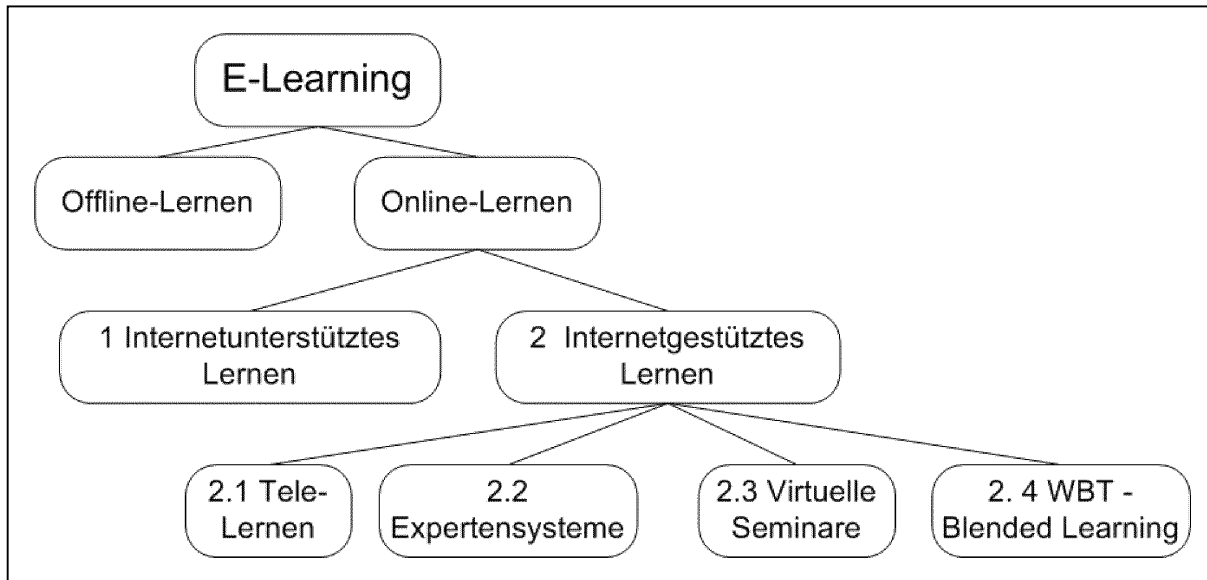 E-Learning
Offline-Lernen
Online-Lernen
1 Internetunterstütztes
Lernen
2 Internetgestütztes
Lernen
2.1 Tele-
Lernen
2.2
Expertensysteme
2.3 Virtuelle
Seminare
2. 4 WBT -
Blended Learning